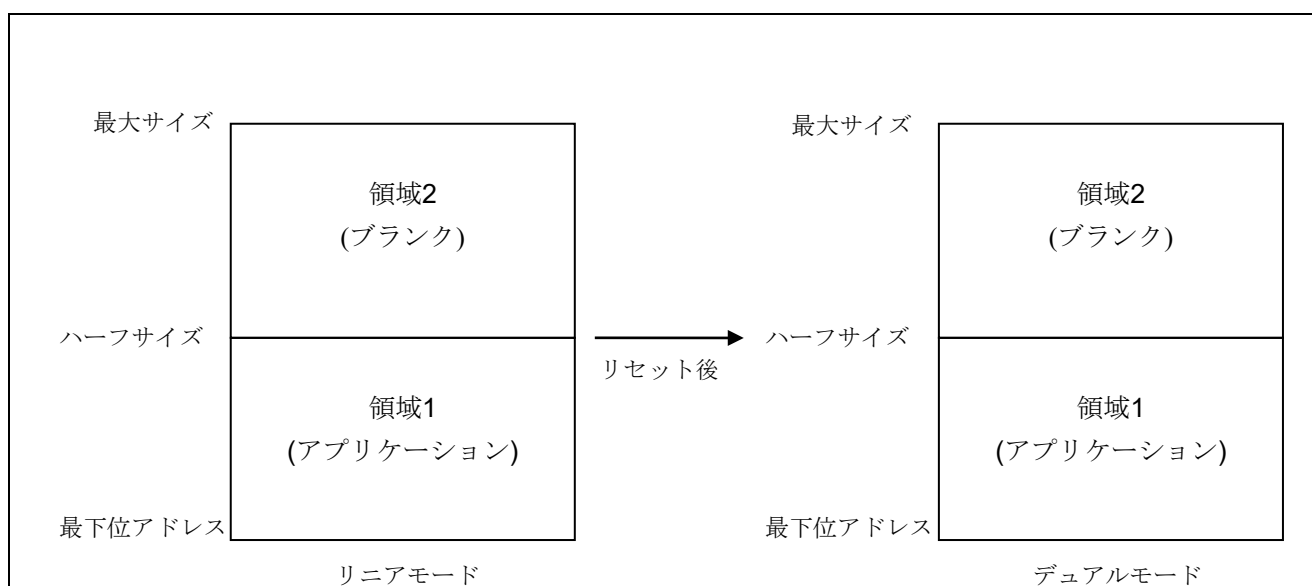 最大サイズ
領域2
(ブランク)
ハーフサイズ
領域1
(アプリケーション)
最下位アドレス
リニアモード
リセット後
最大サイズ
領域2
(ブランク)
ハーフサイズ
領域1
(アプリケーション)
最下位アドレス
デュアルモード